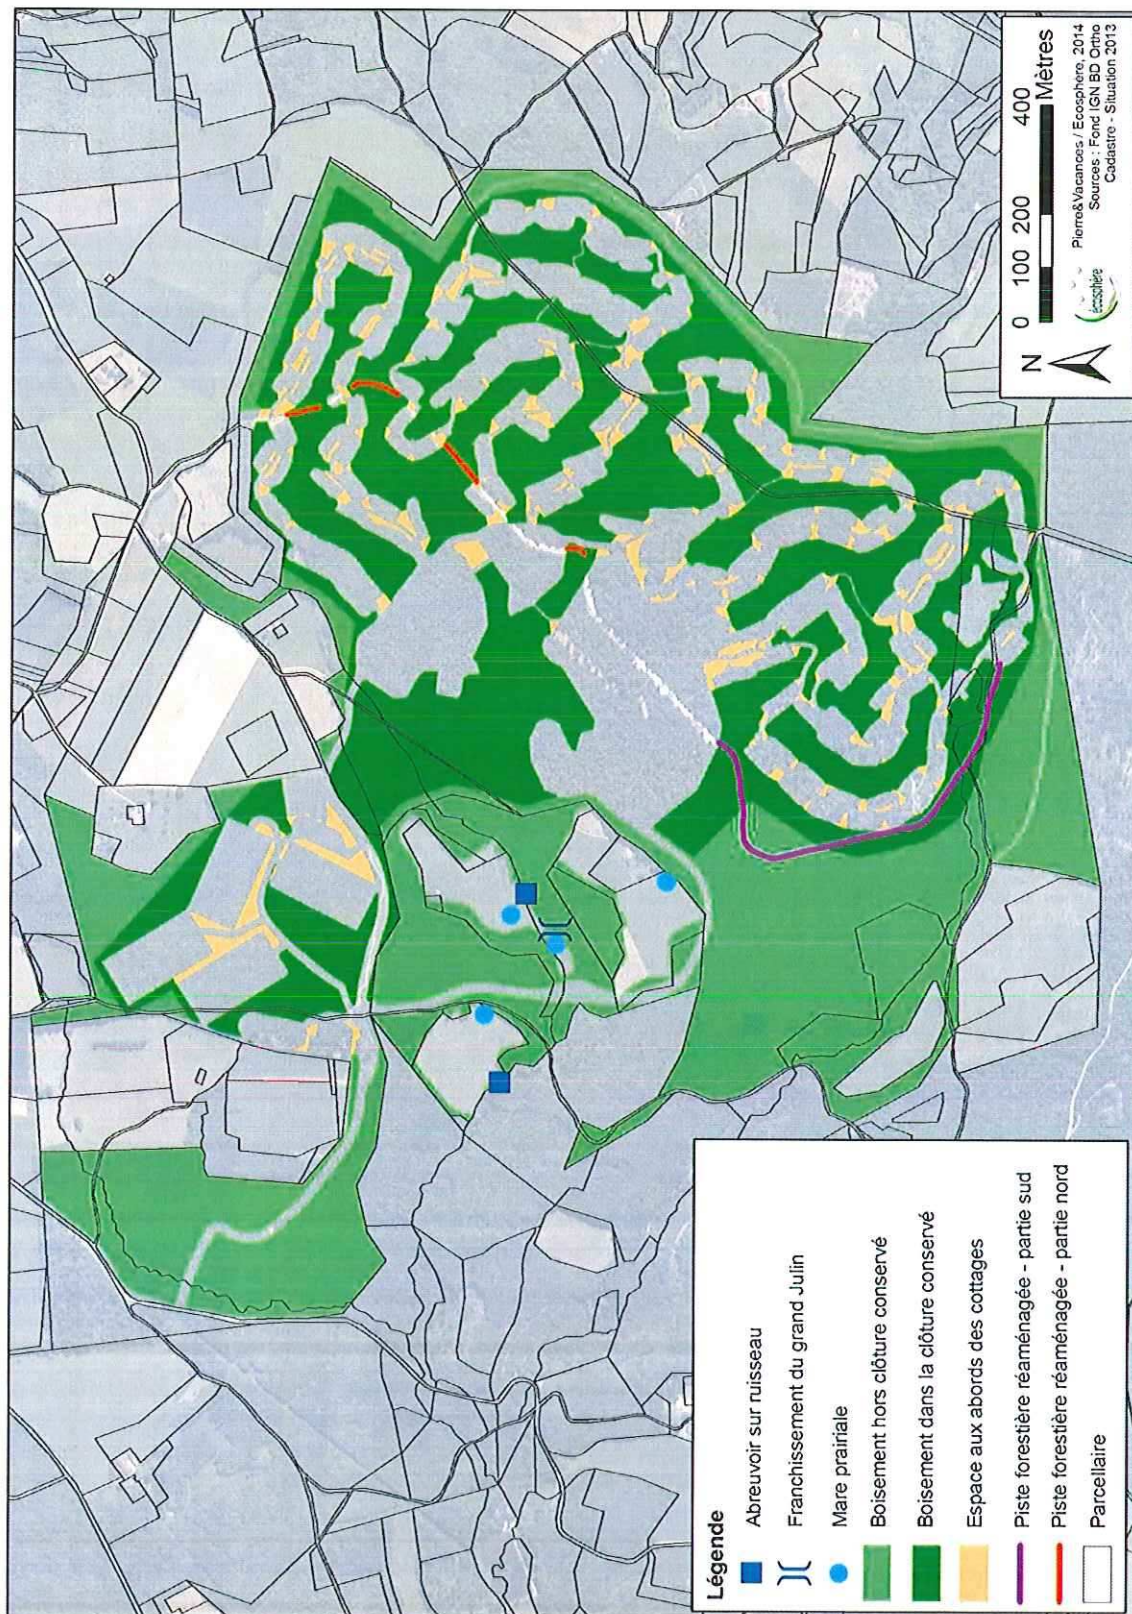 Légende
Abreuvoir sur ruisseau
Franchissement du grand Julin
Mare prairiale
Boisement hors clôture conservé
Boisement dans la clôture conservé
Espace aux abords des cottages
Piste forestière réaménagée - partie sud
Piste forestière réaménagée - partie nord
Parcellaire
N
0 100 200 400
Mètres
écosphère
Pierre&Vacances / Ecosphère, 2014
Sources : Fond IGN BD Ortho
Cadastre - Situation 2013